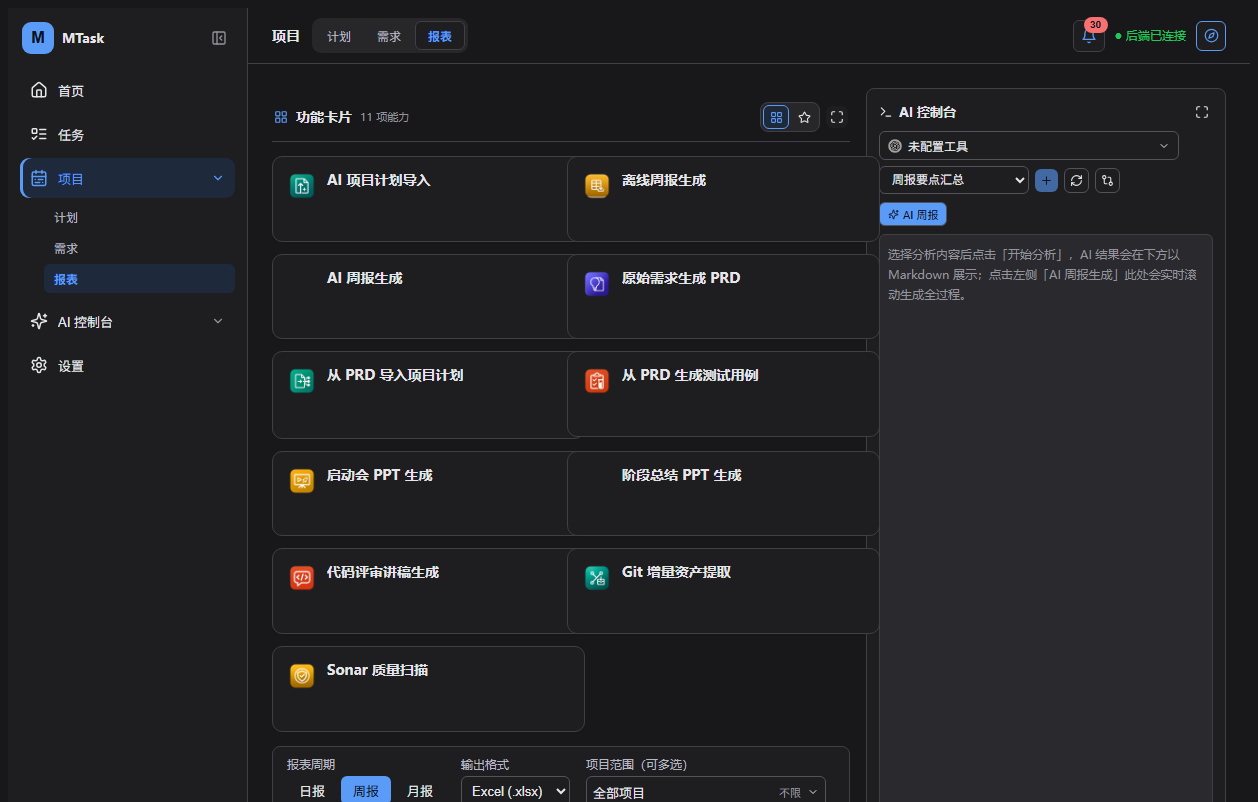 M MTask
首页
任务
项目
计划
需求
报表
AI 控制台
设置
项目 计划 需求 报表
30
后端已连接
功能卡片 11 项能力
AI 项目计划导入
离线周报生成
AI 周报生成
原始需求生成 PRD
从 PRD 导入项目计划
从 PRD 生成测试用例
启动会 PPT 生成
阶段总结 PPT 生成
代码评审讲稿生成
Git 增量资产提取
Sonar 质量扫描
报表周期
日报 周报 月报
输出格式
Excel (.xlsx)
项目范围（可多选）
全部项目 不限
AI 控制台
未配置工具
周报要点汇总
AI 周报
选择分析内容后点击「开始分析」，AI 结果会在下方以
Markdown 展示；点击左侧「AI 周报生成」此处会实时滚
动生成全过程。